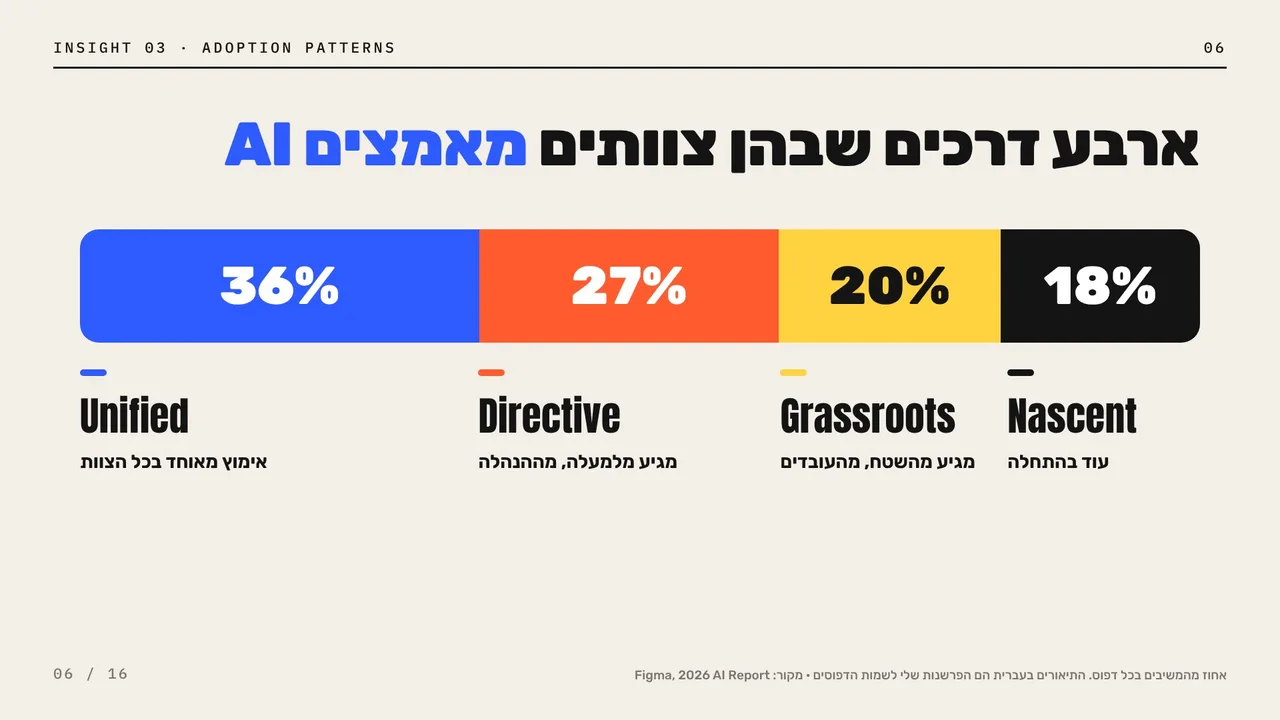 INSIGHT 03 · ADOPTION PATTERNS
06
ארבע דרכים שבהן צוותים מאמצים AI
36%
27%
20%
18%
Unified
אימוץ מאוחד בכל הצוות
Directive
מגיע מלמעלה, מההנהלה
Grassroots
מגיע מהשטח, מהעובדים
Nascent
עוד בהתחלה
06 / 16
אחוז מהמשיבים בכל דפוס. התיאורים בעברית הם הפרשנות שלי לשמות הדפוסים • מקור: Figma, 2026 AI Report